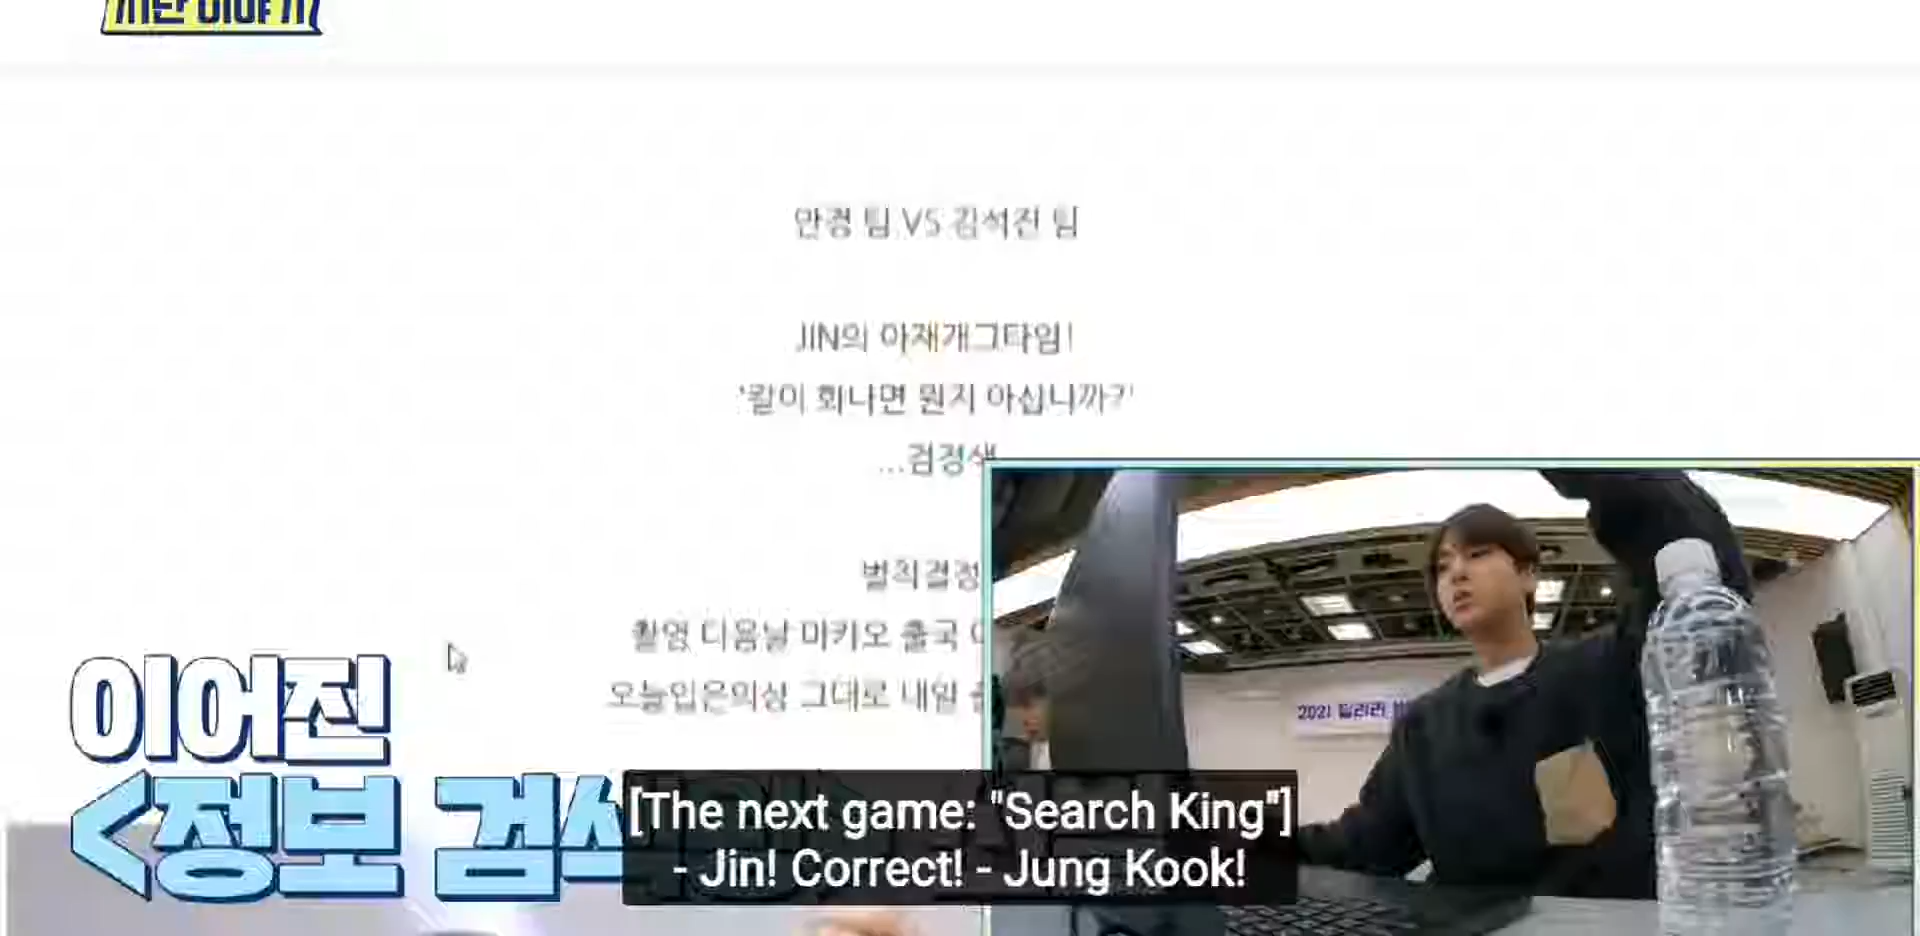 안경 팀 VS 김석진 팀
JIN의 아재개그타임!
'칼이 화나면 뭔지 아십니까?'
...검정색
벌칙결정
촬영 다음날 마카오 출국
오늘입은의상 그대로 내일
2021
이어진
<정보 검색
[The next game: "Search King"]
- Jin! Correct! - Jung Kook!